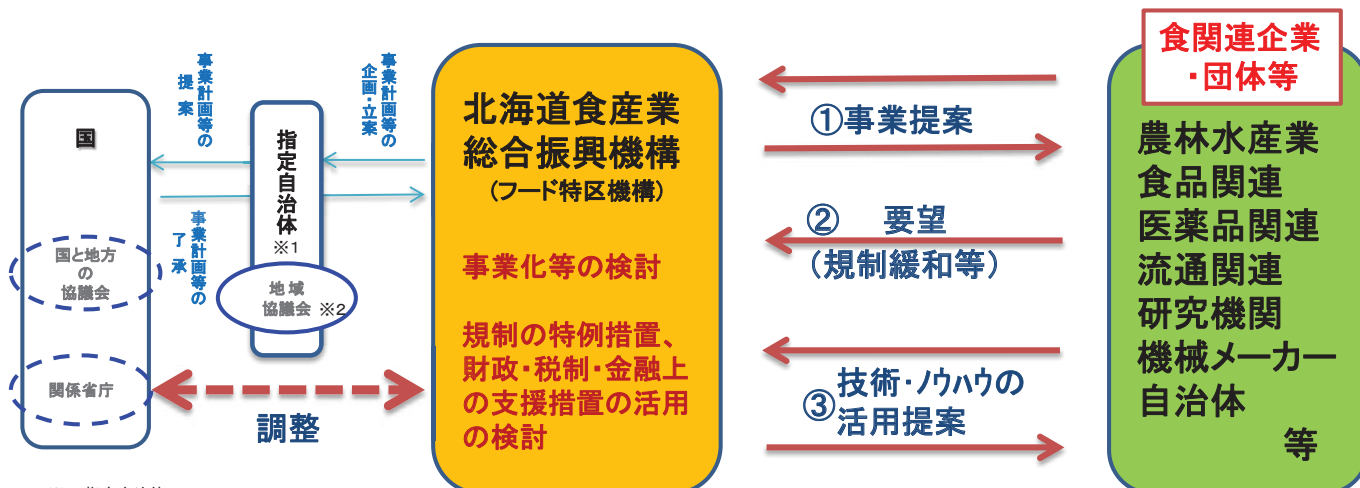 国
国と地方
の
協議会
関係省庁
事業計画等の
提案
事業計画等の
了承
指定自治体
※1
地域
協議会 ※2
事業計画等の
企画・立案
調整
北海道食産業
総合振興機構
(フード特区機構)
事業化等の検討
規制の特例措置、
財政・税制・金融上
の支援措置の活用
の検討
①事業提案
② 要望
(規制緩和等)
③技術・ノウハウの
活用提案
食関連企業
・団体等
農林水産業
食品関連
医薬品関連
流通関連
研究機関
機械メーカー
自治体
等